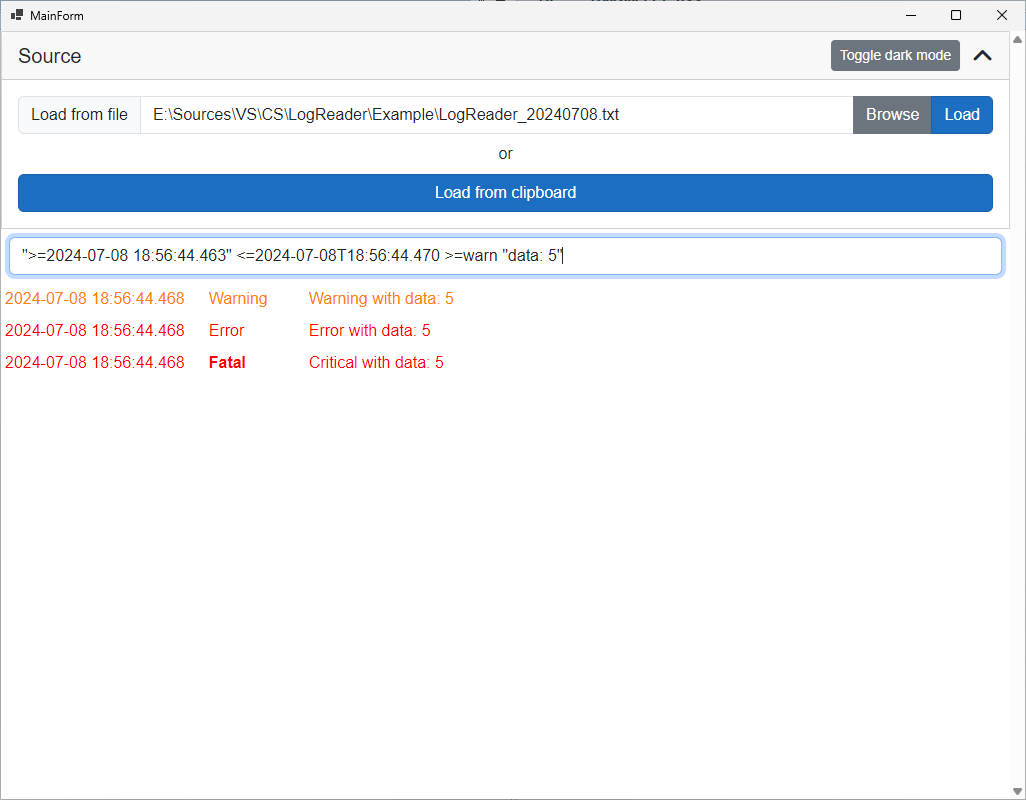 MainForm
Source Toggle dark mode
Load from file E:\Sources\VS\CS\LogReader\Example\LogReader_20240708.txt Browse Load
or
Load from clipboard
">=2024-07-08 18:56:44.463" <=2024-07-08T18:56:44.470 >=warn "data: 5"
2024-07-08 18:56:44.468 Warning Warning with data: 5
2024-07-08 18:56:44.468 Error Error with data: 5
2024-07-08 18:56:44.468 Fatal Critical with data: 5